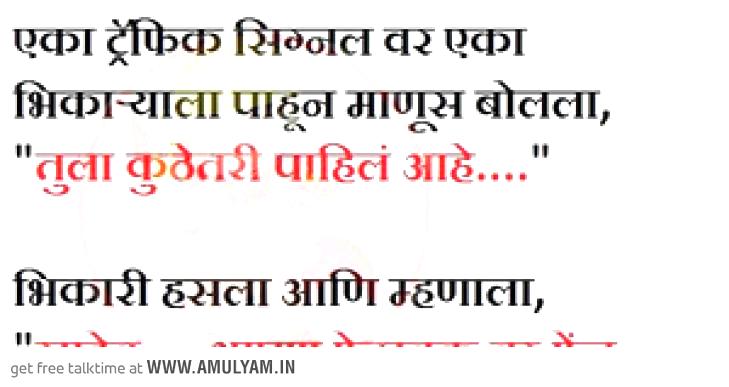 एका ट्रॅफिक सिग्नल वर एका
भिकाऱ्याला पाहून माणूस बोलला,
"तुला कुठेतरी पाहिलं आहे...."
भिकारी हसला आणि म्हणाला,
"
get free talktime at WWW.AMULYAM.IN